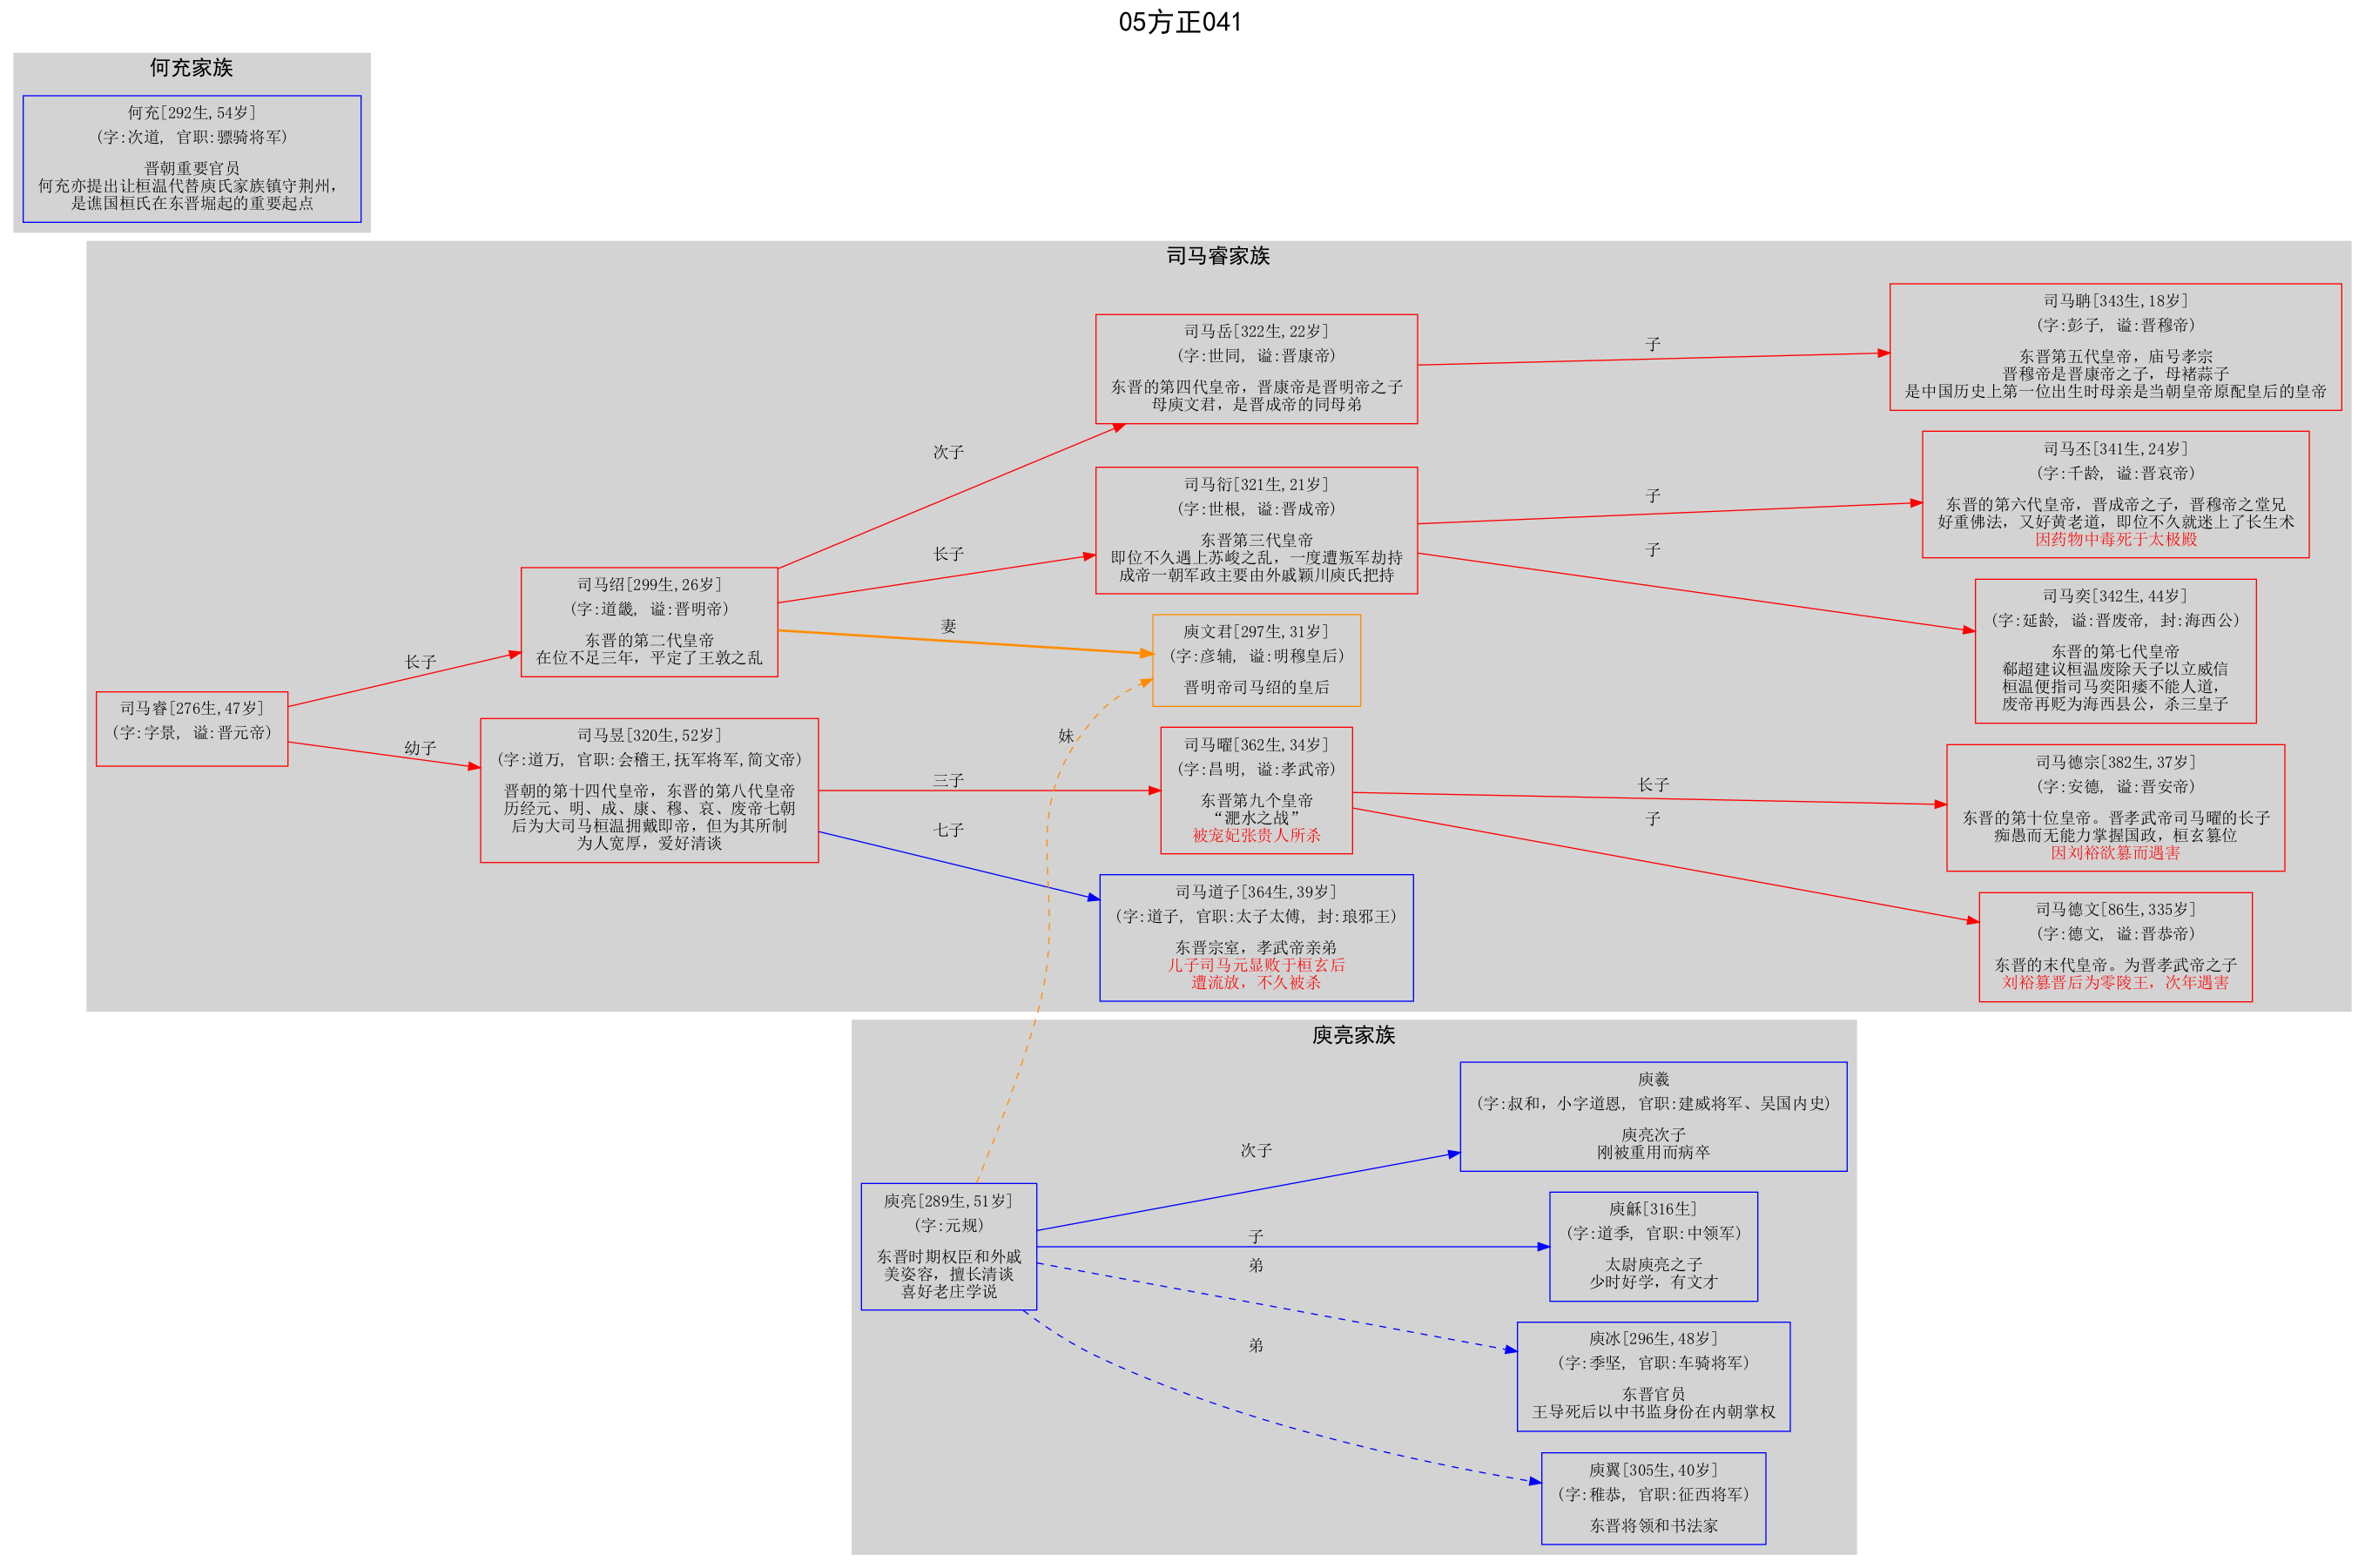 05方正041
何充家族
何充[292生,54岁]
(字:次道, 官职:骠骑将军)
晋朝重要官员
何充亦提出让桓温代替庾氏家族镇守荆州,
是谯国桓氏在东晋堀起的重要起点
司马睿家族
司马睿[276生,47岁]
(字:字景, 谥:晋元帝)
长子
幼子
司马绍[299生,26岁]
(字:道畿, 谥:晋明帝)
东晋的第二代皇帝
在位不足三年，平定了王敦之乱
司马昱[320生,52岁]
(字:道万, 官职:会稽王,抚军将军,简文帝)
晋朝的第十四代皇帝，东晋的第八代皇帝
历经元、明、成、康、穆、哀、废帝七朝
后为大司马桓温拥戴即帝，但为其所制
为人宽厚，爱好清谈
次子
长子
妻
妹
三子
七子
司马岳[322生,22岁]
(字:世同, 谥:晋康帝)
东晋的第四代皇帝，晋康帝是晋明帝之子
母庾文君，是晋成帝的同母弟
司马衍[321生,21岁]
(字:世根, 谥:晋成帝)
东晋第三代皇帝
即位不久遇上苏峻之乱，一度遭叛军劫持
成帝一朝军政主要由外戚颖川庾氏把持
庾文君[297生,31岁]
(字:彦辅, 谥:明穆皇后)
晋明帝司马绍的皇后
司马曜[362生,34岁]
(字:昌明, 谥:孝武帝)
东晋第九个皇帝
“淝水之战”
被宠妃张贵人所杀
司马道子[364生,39岁]
(字:道子, 官职:太子太傅, 封:琅邪王)
东晋宗室，孝武帝亲弟
儿子司马元显败于桓玄后
遭流放，不久被杀
子
子
子
长子
子
司马聃[343生,18岁]
(字:彭子, 谥:晋穆帝)
东晋第五代皇帝，庙号孝宗
晋穆帝是晋康帝之子，母褚蒜子
是中国历史上第一位出生时母亲是当朝皇帝原配皇后的皇帝
司马丕[341生,24岁]
(字:千龄, 谥:晋哀帝)
东晋的第六代皇帝，晋成帝之子，晋穆帝之堂兄
好重佛法，又好黄老道，即位不久就迷上了长生术
因药物中毒死于太极殿
司马奕[342生,44岁]
(字:延龄, 谥:晋废帝, 封:海西公)
东晋的第七代皇帝
郗超建议桓温废除天子以立威信
桓温便指司马奕阳痿不能人道,
废帝再贬为海西县公，杀三皇子
司马德宗[382生,37岁]
(字:安德, 谥:晋安帝)
东晋的第十位皇帝。晋孝武帝司马曜的长子
痴愚而无能力掌握国政，桓玄篡位
因刘裕欲篡而遇害
司马德文[86生,335岁]
(字:德文, 谥:晋恭帝)
东晋的末代皇帝。为晋孝武帝之子
刘裕篡晋后为零陵王，次年遇害
庾亮家族
庾亮[289生,51岁]
(字:元规)
东晋时期权臣和外戚
美姿容，擅长清谈
喜好老庄学说
次子
子
弟
弟
庾羲
(字:叔和，小字道恩, 官职:建威将军、吴国内史)
庾亮次子
刚被重用而病卒
庾龢[316生]
(字:道季, 官职:中领军)
太尉庾亮之子
少时好学，有文才
庾冰[296生,48岁]
(字:季坚, 官职:车骑将军)
东晋官员
王导死后以中书监身份在内朝掌权
庾翼[305生,40岁]
(字:稚恭, 官职:征西将军)
东晋将领和书法家